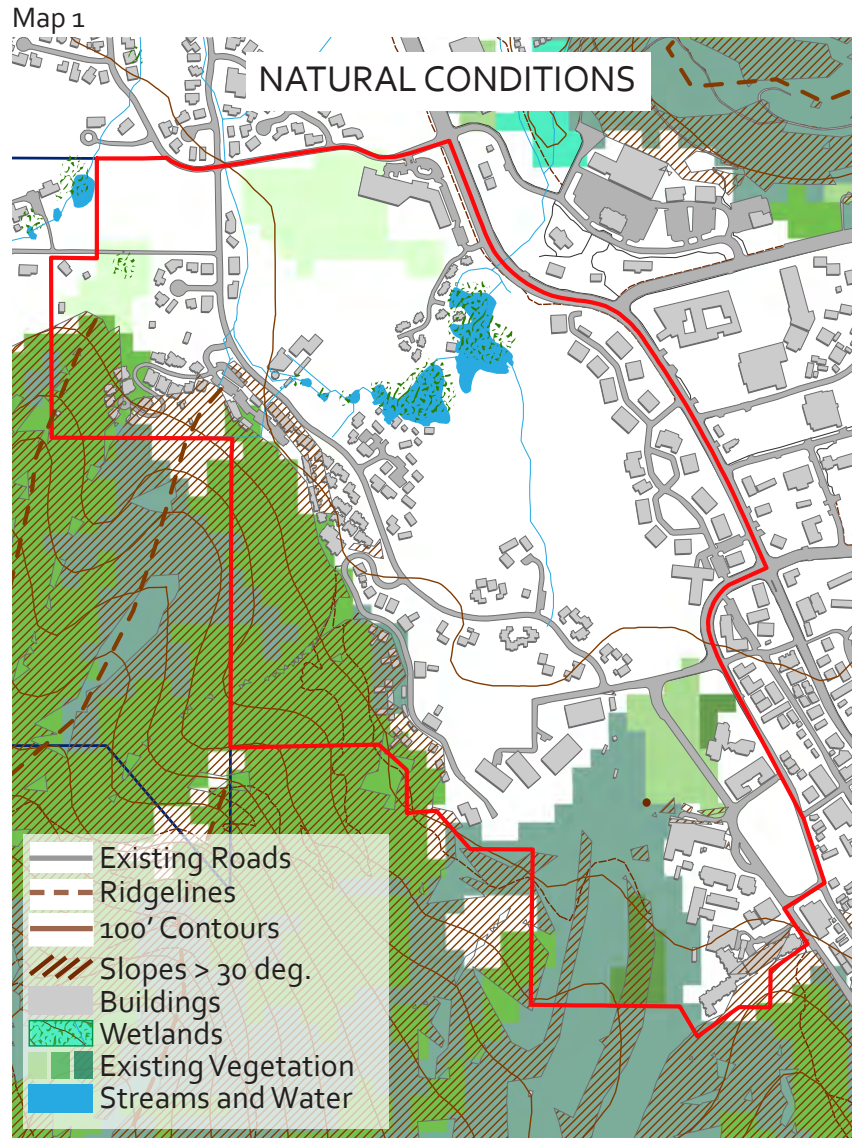 Map 1
NATURAL CONDITIONS
Existing Roads
Ridgelines
100' Contours
Slopes > 30 deg.
Buildings
Wetlands
Existing Vegetation
Streams and Water